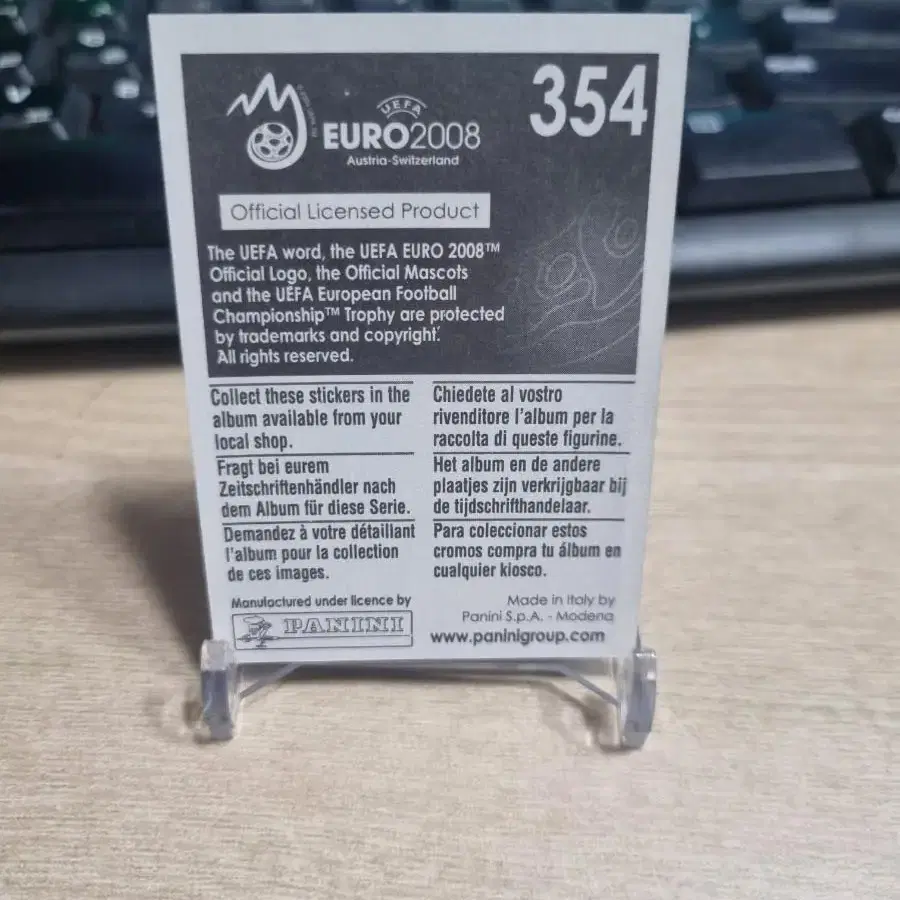 354
UEFA
EURO2008
Austria-Switzerland
Official Licensed Product
The UEFA word, the UEFA EURO 2008™
Official Logo, the Official Mascots
and the UEFA European Football
Championship™ Trophy are protected
by trademarks and copyright.
All rights reserved.
Collect these stickers in the
album available from your
local shop.
Fragt bei eurem
Zeitschriftenhändler nach
dem Album für diese Serie.
Demandez à votre détaillant
l'album pour la collection
de ces images.
Chiedete al vostro
rivenditore l'album per la
raccolta di queste figurine.
Het album en de andere
plaatjes zijn verkrijgbaar bij
de tijdschrifthandelaar.
Para coleccionar estos
cromos compra tu álbum en
cualquier kiosco.
Manufactured under licence by
PANINI
Made in Italy by
Panini S.p.A. - Modena
www.paninigroup.com